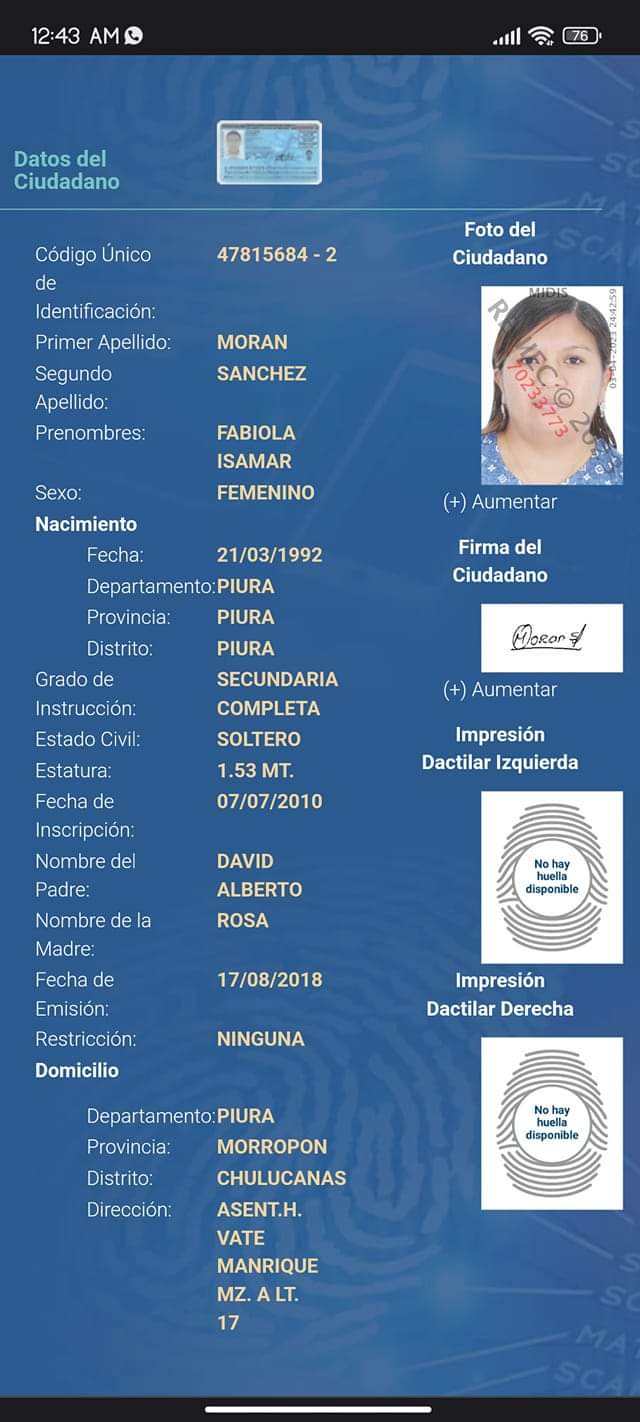 12:43 AM
76
Datos del
Ciudadano
Código Único 47815684 - 2
de
Identificación:
Primer Apellido: MORAN
Segundo SANCHEZ
Apellido:
Prenombres: FABIOLA
ISAMAR
Sexo: FEMENINO
Nacimiento
Fecha: 21/03/1992
Departamento: PIURA
Provincia: PIURA
Distrito: PIURA
Grado de SECUNDARIA
Instrucción: COMPLETA
Estado Civil: SOLTERO
Estatura: 1.53 MT.
Fecha de 07/07/2010
Inscripción:
Nombre del DAVID
Padre: ALBERTO
Nombre de la ROSA
Madre:
Fecha de 17/08/2018
Emisión:
Restricción: NINGUNA
Domicilio
Departamento: PIURA
Provincia: MORROPON
Distrito: CHULUCANAS
Dirección: ASENT.H.
VATE
MANRIQUE
MZ. A LT.
17
Foto del
Ciudadano
MIDIS
70233773
(+) Aumentar
Firma del
Ciudadano
Moran
(+) Aumentar
Impresión
Dactilar Izquierda
No hay
huella
disponible
Impresión
Dactilar Derecha
No hay
huella
disponible